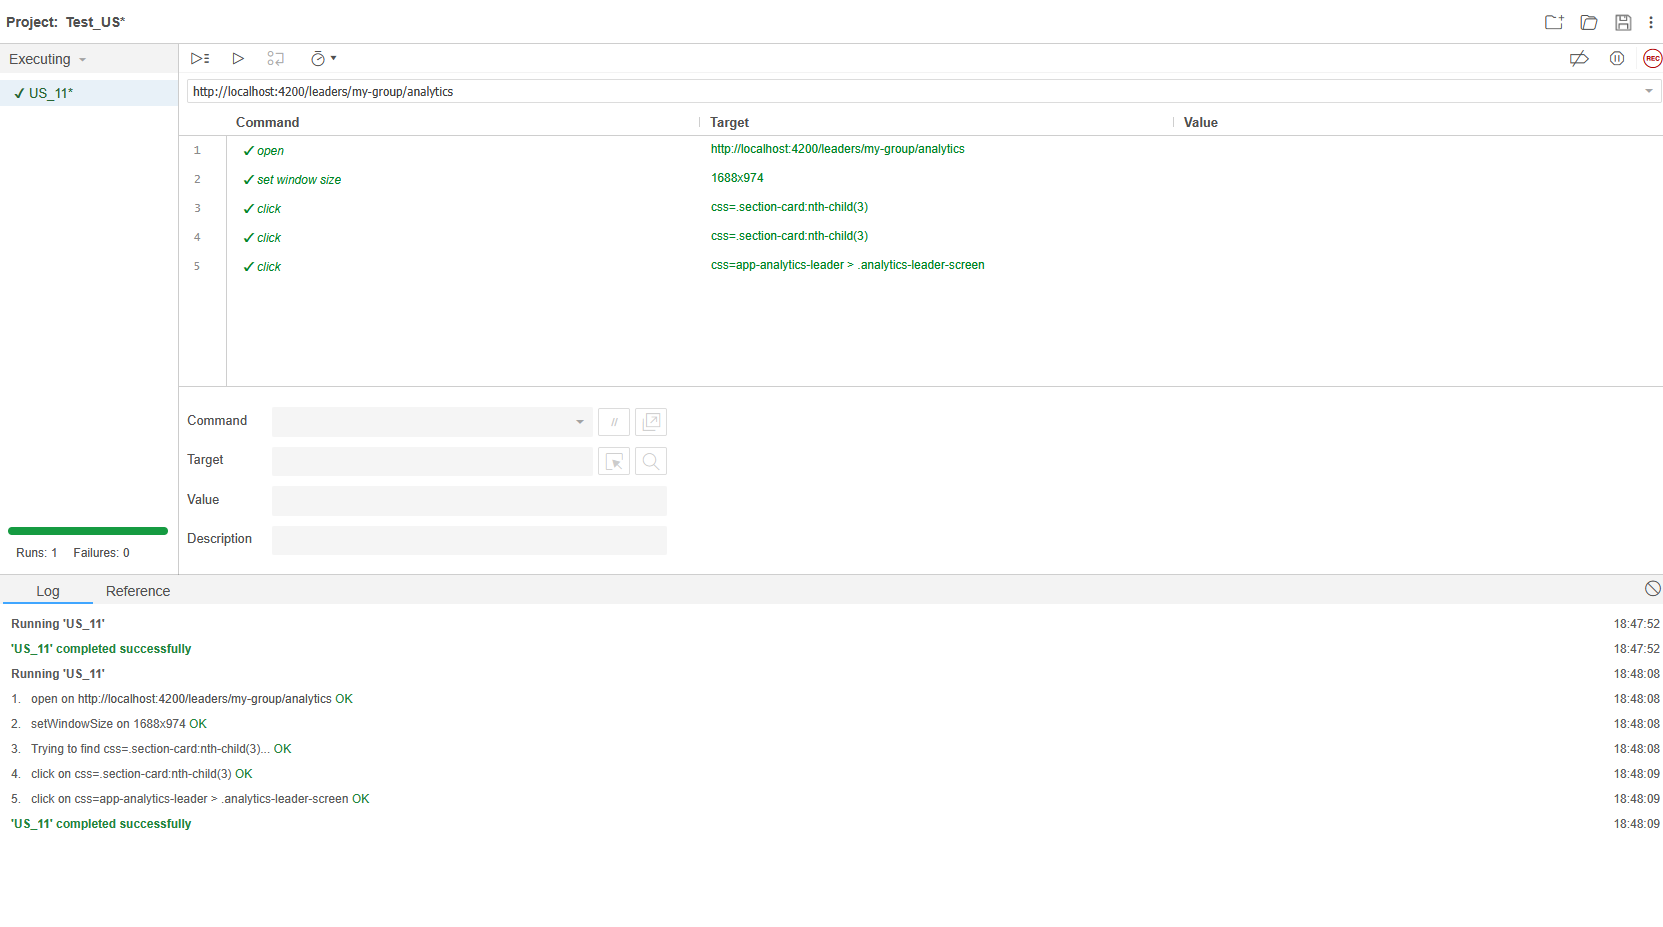 Project: Test_US*
Executing
REC
✓ US_11*
http://localhost:4200/leaders/my-group/analytics
Command Target Value
1 ✓ open http://localhost:4200/leaders/my-group/analytics
2 ✓ set window size 1688x974
3 ✓ click css=.section-card:nth-child(3)
4 ✓ click css=.section-card:nth-child(3)
5 ✓ click css=app-analytics-leader > .analytics-leader-screen
Command //
Target
Value
Description
Runs: 1 Failures: 0
Log Reference
Running 'US_11' 18:47:52
'US_11' completed successfully 18:47:52
Running 'US_11' 18:48:08
1. open on http://localhost:4200/leaders/my-group/analytics OK 18:48:08
2. setWindowSize on 1688x974 OK 18:48:08
3. Trying to find css=.section-card:nth-child(3)... OK 18:48:08
4. click on css=.section-card:nth-child(3) OK 18:48:09
5. click on css=app-analytics-leader > .analytics-leader-screen OK 18:48:09
'US_11' completed successfully 18:48:09